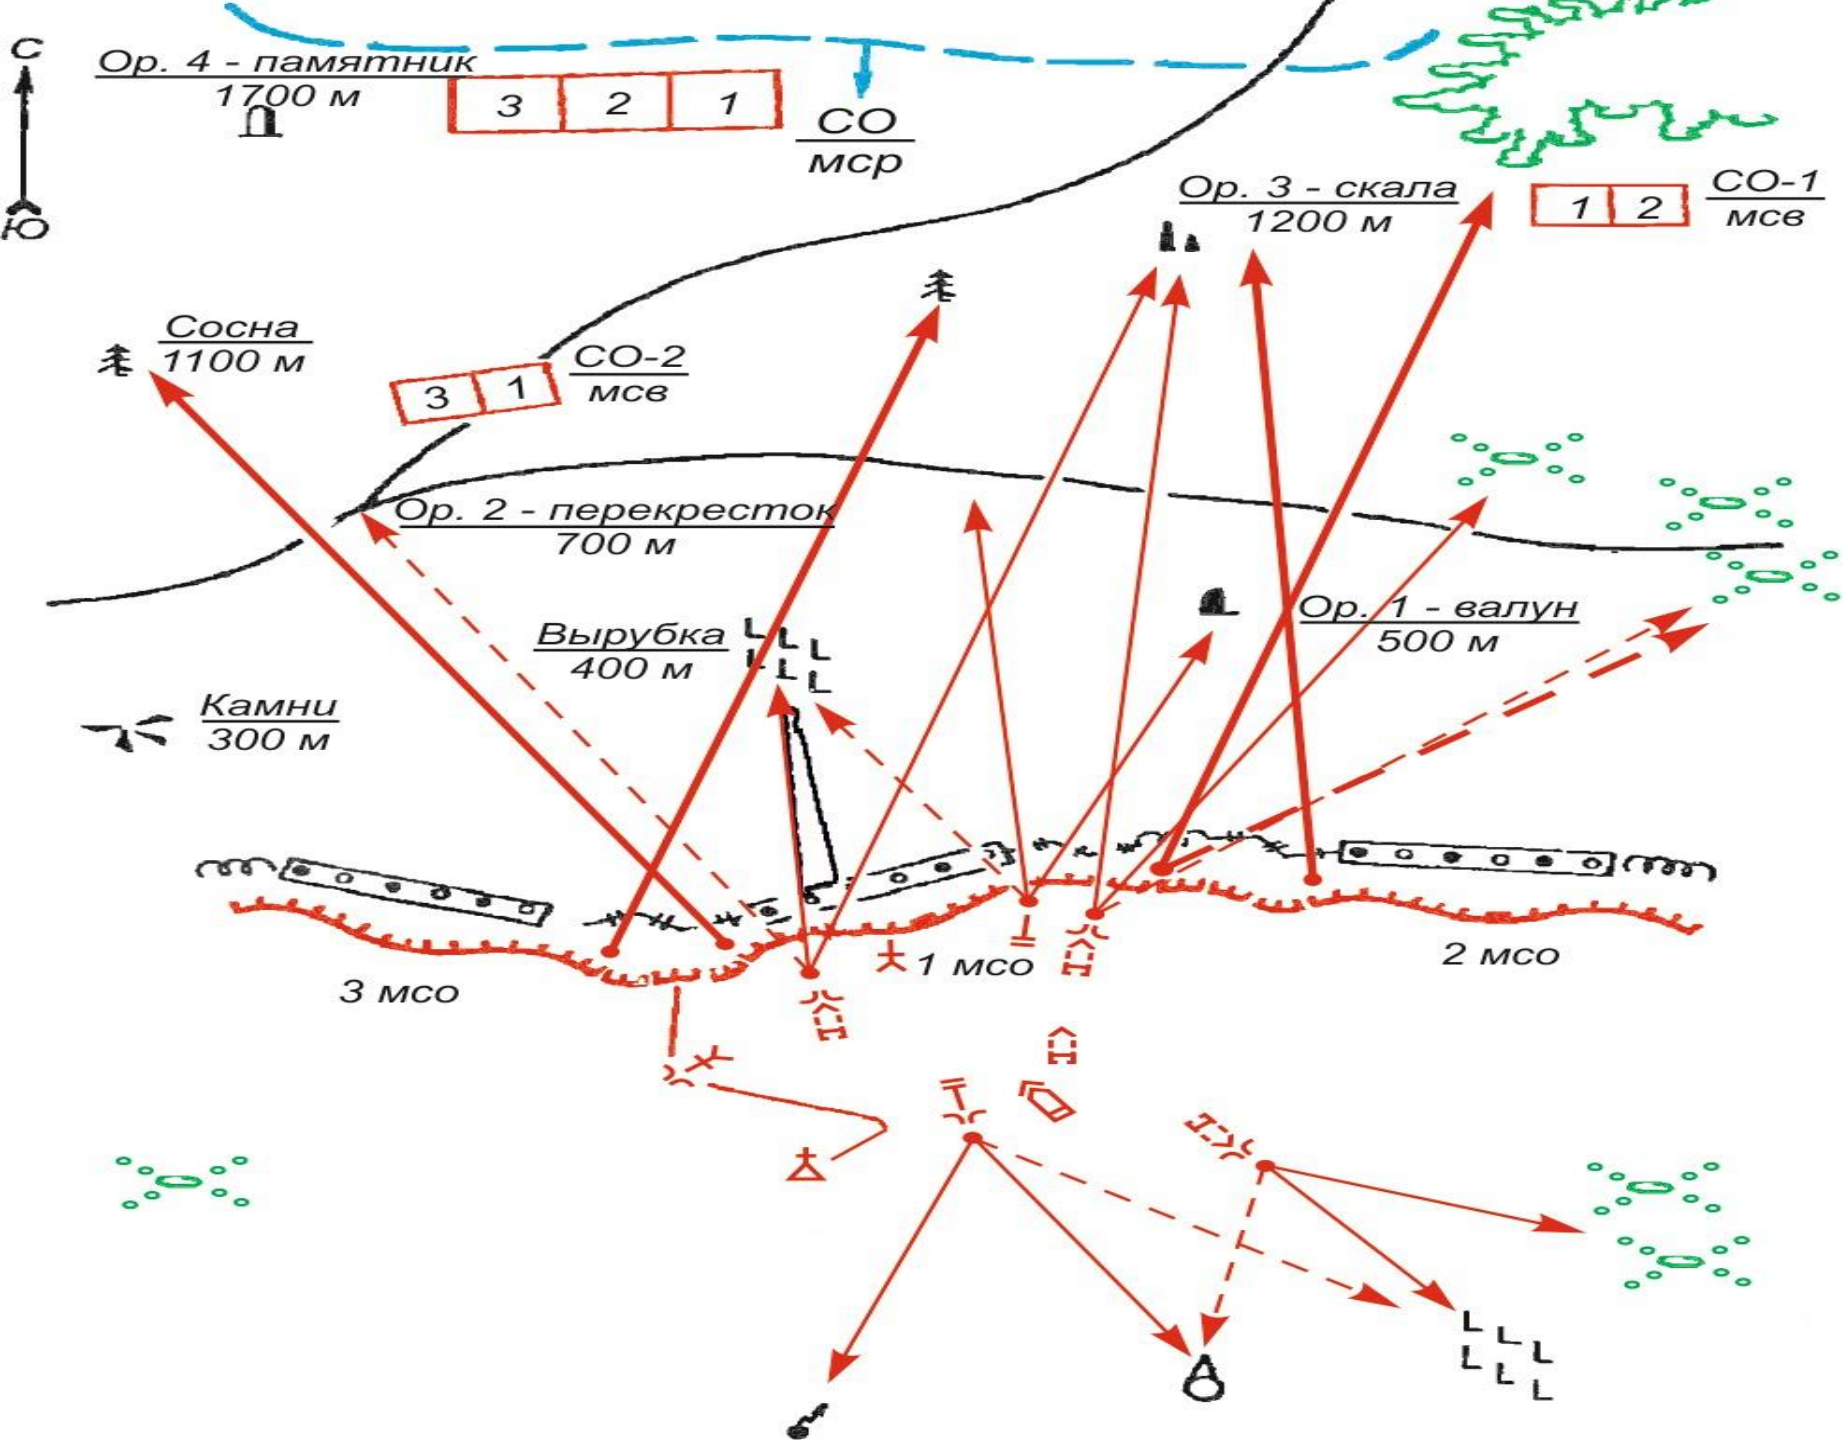 С
Ю
Ор. 4 - памятник
1700 м
3 2 1
СО
мср
Ор. 3 - скала
1200 м
1 2
СО-1
мсв
Сосна
1100 м
3 1
СО-2
мсв
Ор. 2 - перекресток
700 м
Вырубка
400 м
Ор. 1 - валун
500 м
Камни
300 м
3 мсо
1 мсо
2 мсо